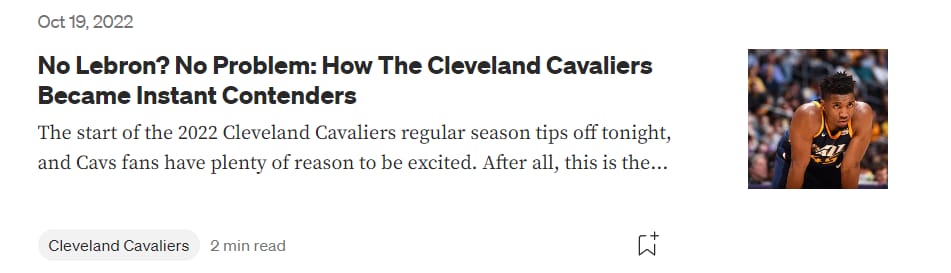 Oct 19, 2022
No Lebron? No Problem: How The Cleveland Cavaliers
Became Instant Contenders
The start of the 2022 Cleveland Cavaliers regular season tips off tonight,
and Cavs fans have plenty of reason to be excited. After all, this is the...
Cleveland Cavaliers 2 min read